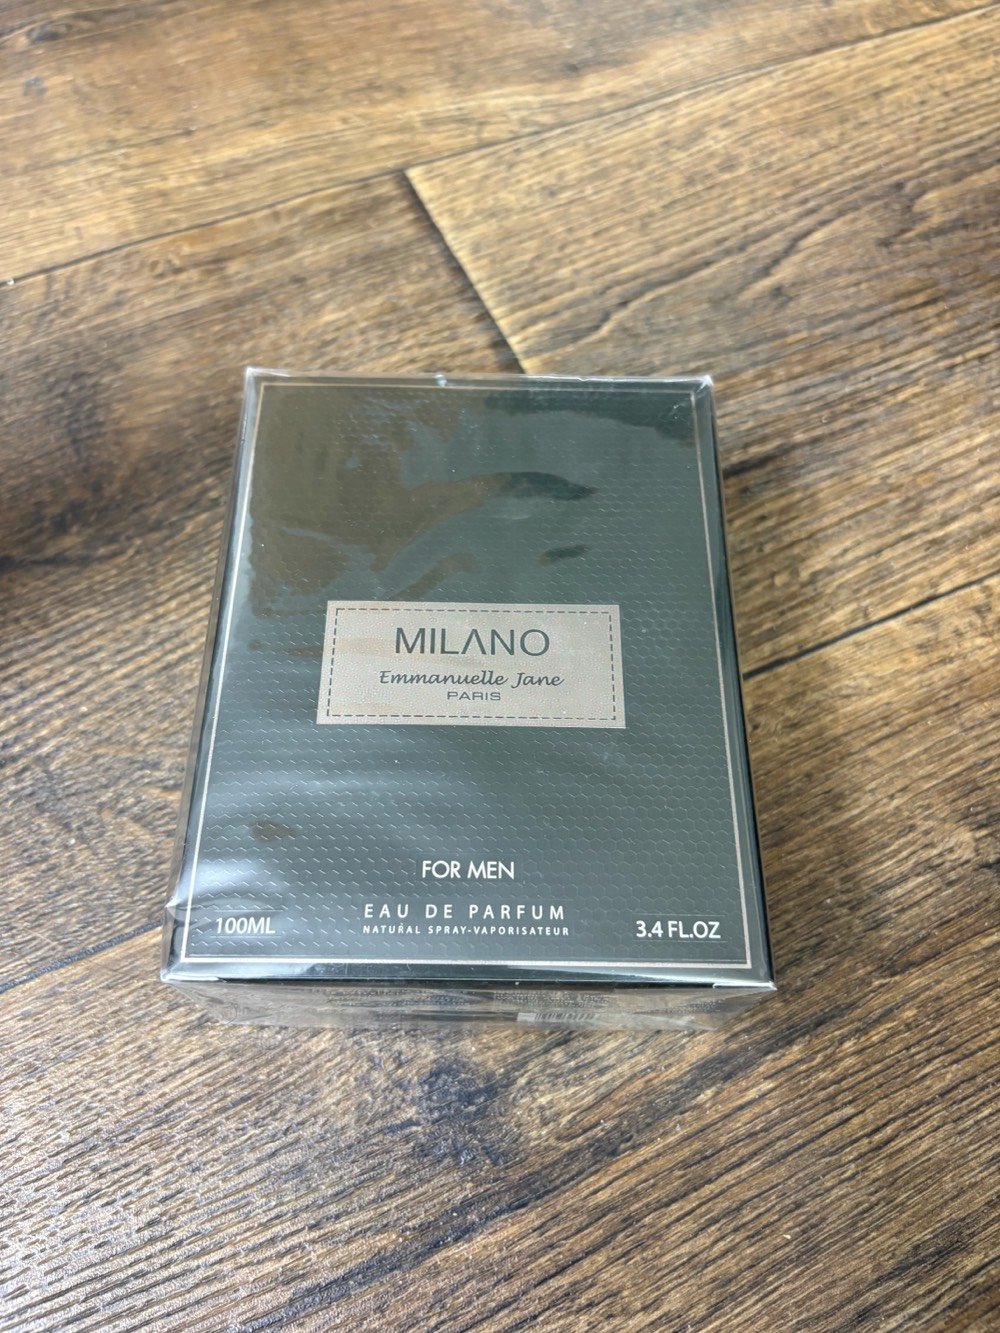 MILANO
Emmanuelle Jane
PARIS
FOR MEN
100ML
EAU DE PARFUM
NATURAL SPRAY-VAPORISATEUR
3.4 FL.OZ